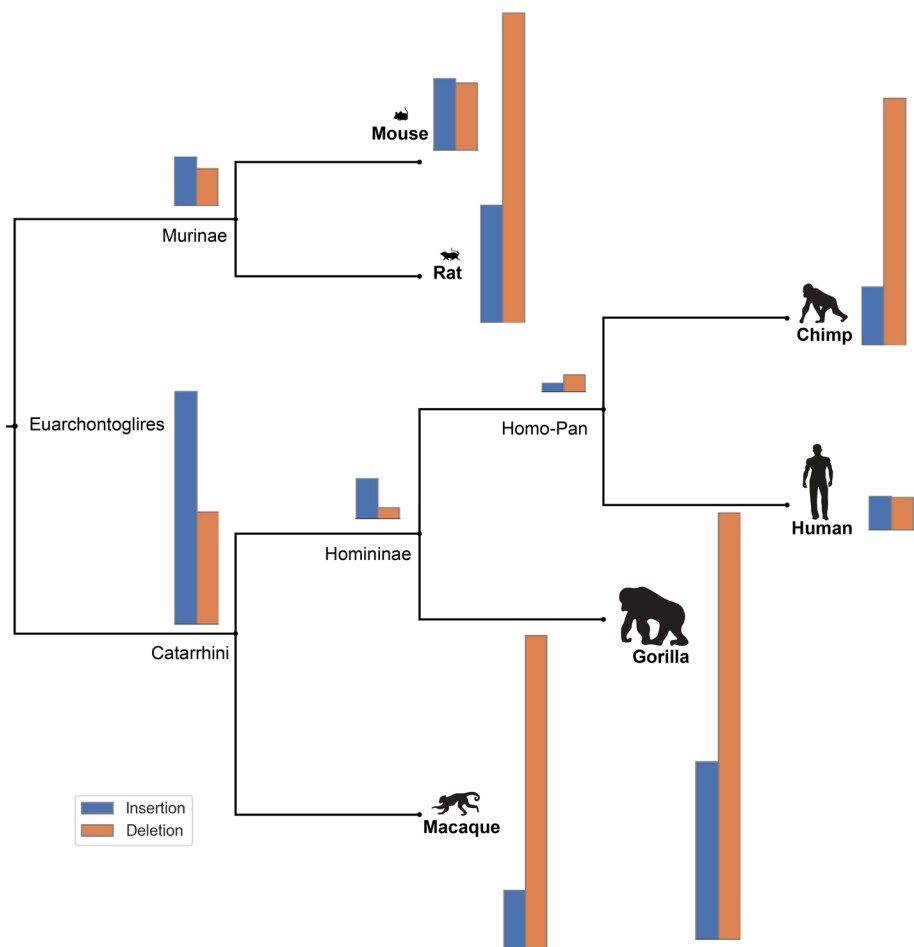 Mouse
Murinae
Rat
Chimp
Euarchontoglires
Homo-Pan
Human
Homininae
Catarrhini
Gorilla
Insertion
Deletion
Macaque